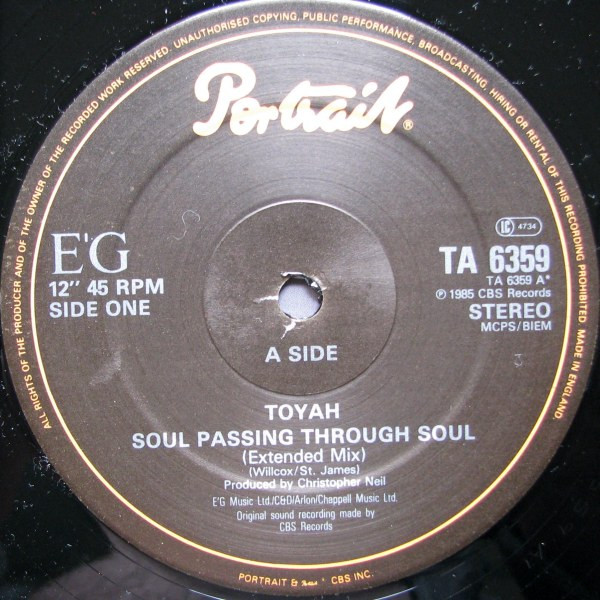 ALL RIGHTS OF THE PRODUCER AND OF THE OWNER OF THE RECORDED WORK RESERVED. UNAUTHORISED COPYING, PUBLIC PERFORMANCE, BROADCASTING, HIRING OR RENTAL OF THIS RECORDING PROHIBITED. MADE IN ENGLAND.
Portrait®
E'G
12" 45 RPM
SIDE ONE
LC 4734
TA 6359
TA 6359 A*
℗ 1985 CBS Records
STEREO
MCPS/BIEM
A SIDE
TOYAH
SOUL PASSING THROUGH SOUL
(Extended Mix)
(Willcox/St. James)
Produced by Christopher Neil
E'G Music Ltd./C&D/Arlon/Chappell Music Ltd.
Original sound recording made by
CBS Records
PORTRAIT & CBS INC.